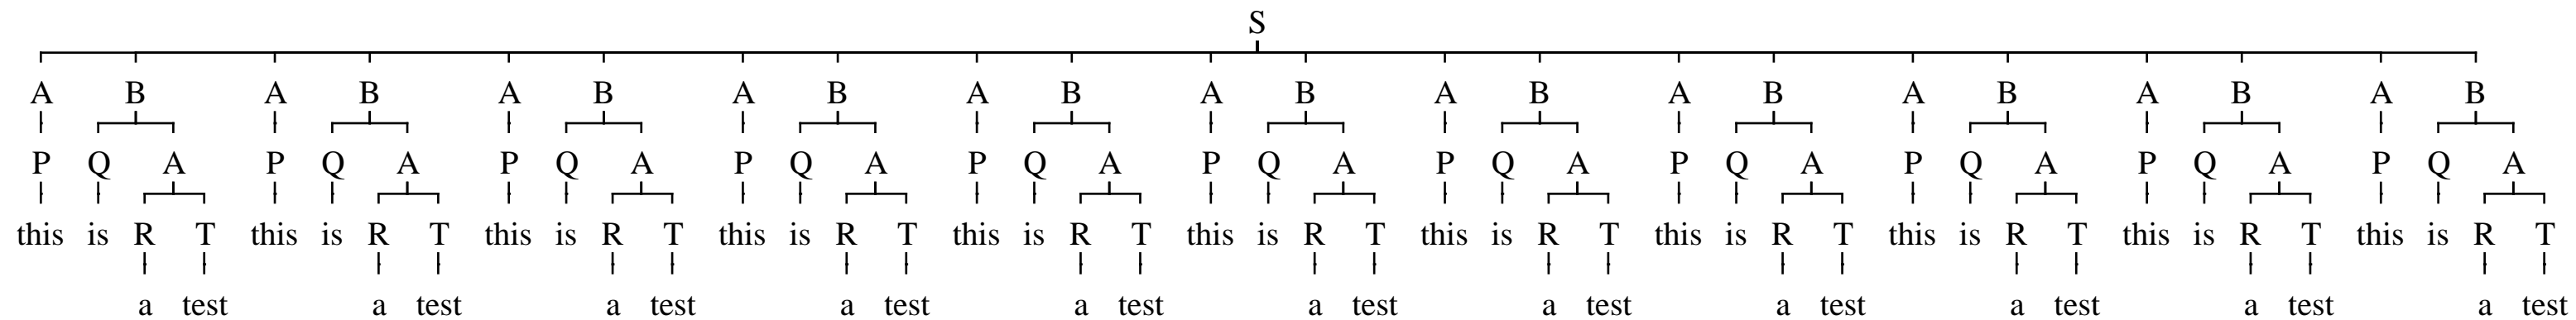 S
A B A B A B A B A B A B A B A B A B A B A B
P Q A P Q A P Q A P Q A P Q A P Q A P Q A P Q A P Q A P Q A P Q A
this is R T this is R T this is R T this is R T this is R T this is R T this is R T this is R T this is R T this is R T this is R T
a test a test a test a test a test a test a test a test a test a test a test